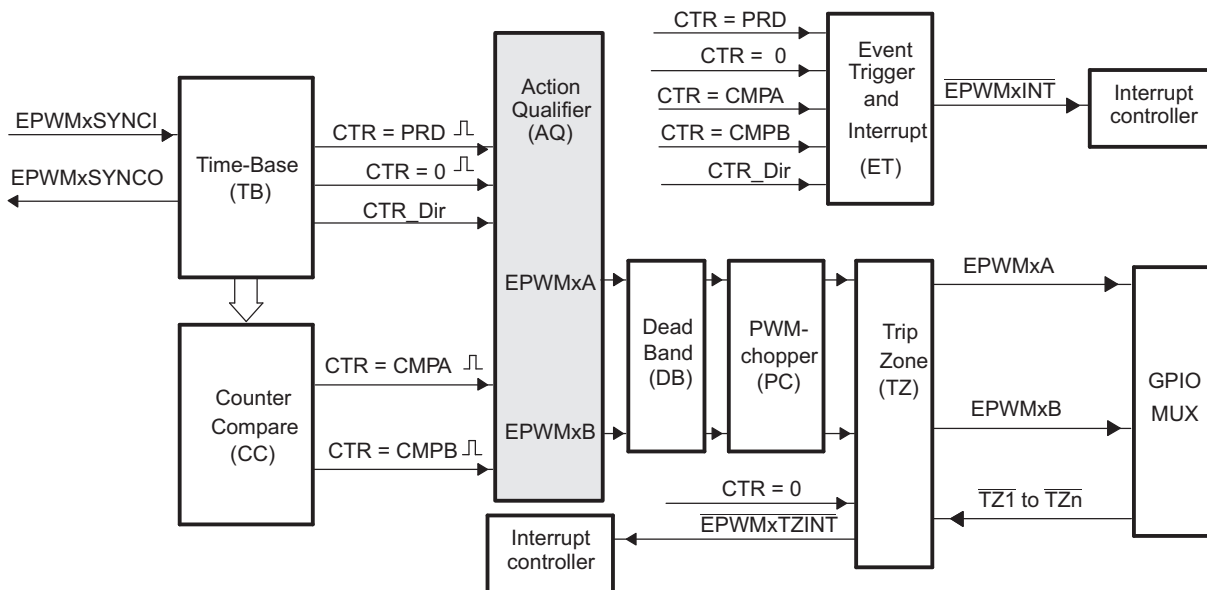 EPWMxSYNCI
EPWMxSYNCO
Time-Base
(TB)
CTR = PRD
CTR = 0
CTR_Dir
Counter
Compare
(CC)
CTR = CMPA
CTR = CMPB
Action
Qualifier
(AQ)
EPWMxA
EPWMxB
CTR = PRD
CTR = 0
CTR = CMPA
CTR = CMPB
CTR_Dir
Event
Trigger
and
Interrupt
(ET)
EPWMxINT
Interrupt
controller
Dead
Band
(DB)
PWM-
chopper
(PC)
Trip
Zone
(TZ)
EPWMxA
EPWMxB
TZ1 to TZn
GPIO
MUX
CTR = 0
EPWMxTZINT
Interrupt
controller